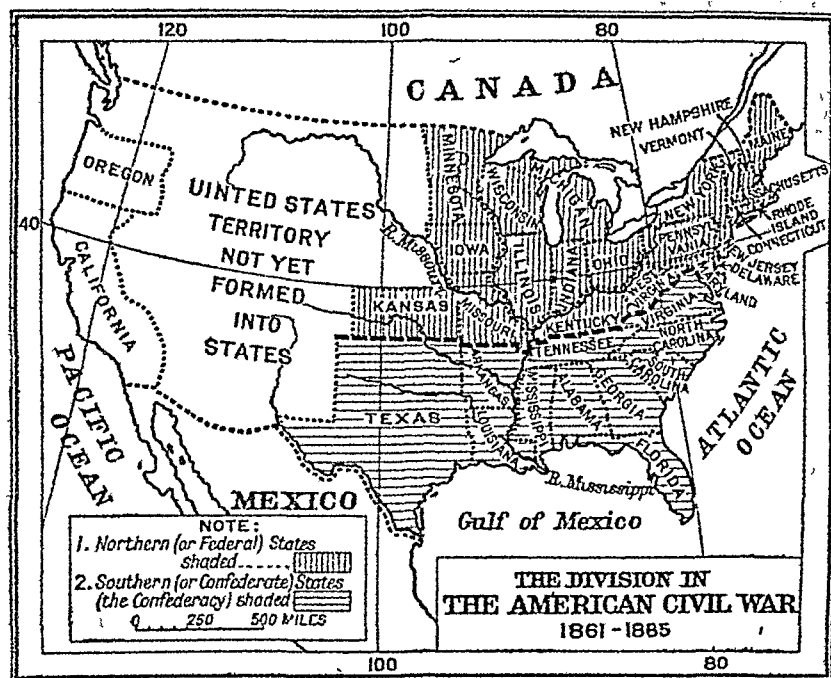 120 100 80
CANADA
NEW HAMPSHIRE
VERMONT
MAINE
OREGON
MINNESOTA
WISCONSIN
MICHIGAN
NEW YORK
MASSACHUSETTS
RHODE
ISLAND
CONNECTICUT
NEW JERSEY
DELAWARE
MARYLAND
40
UINTED STATES
TERRITORY
NOT YET
FORMED
INTO
STATES
R. Missouri
IOWA
ILLINOIS
INDIANA
OHIO
PENNSYL
VANIA
WEST
VIRGINIA
VIRGINIA
CALIFORNIA
KANSAS
MISSOURI
KENTUCKY
TENNESSEE
NORTH
CAROLINA
SOUTH
CAROLINA
ARKANSAS
MISSISSIPPI
ALABAMA
GEORGIA
TEXAS
LOUISIANA
FLORIDA
PACIFIC
OCEAN
ATLANTIC
OCEAN
MEXICO
R. Mississippi
Gulf of Mexico
NOTE:
1. Northern (or Federal) States
shaded
2. Southern (or Confederate) States
(the Confederacy) shaded
0 250 500 MILES
THE DIVISION IN
THE AMERICAN CIVIL WAR
1861-1885
100 80